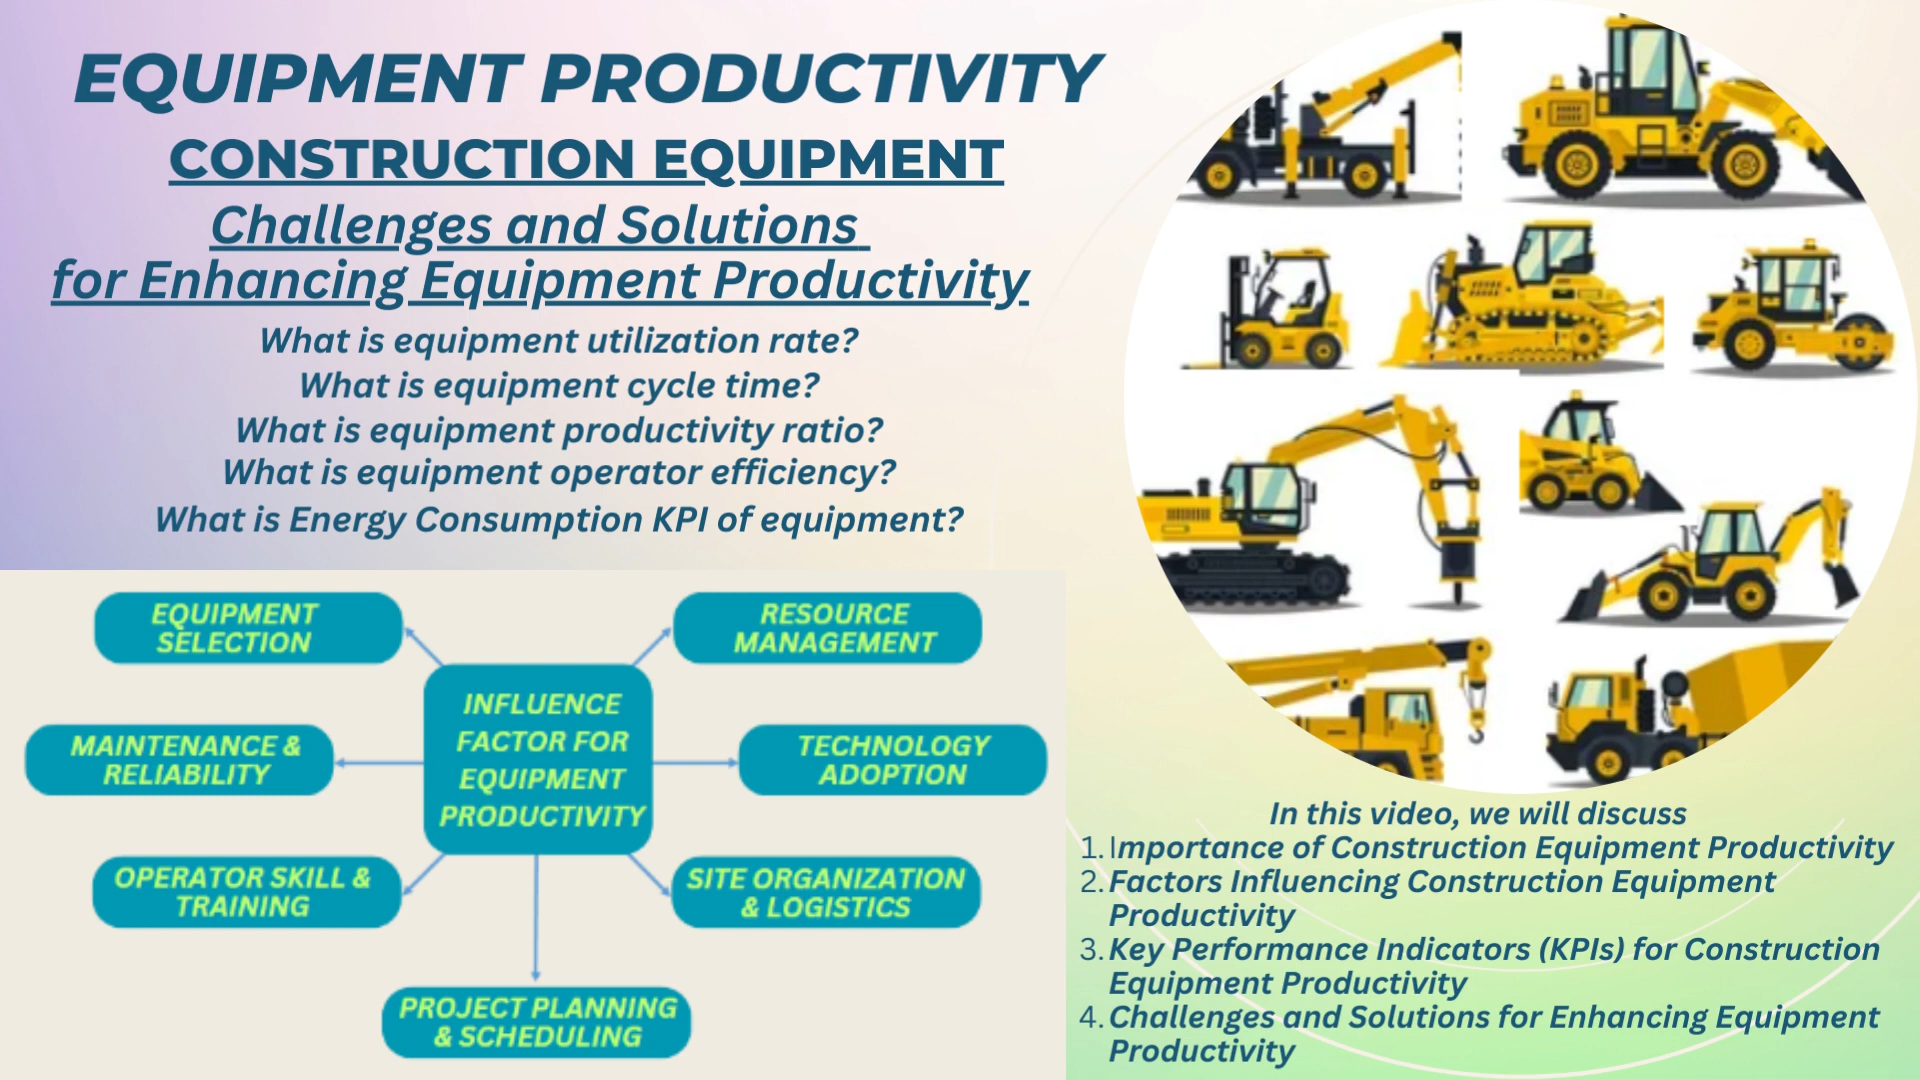 EQUIPMENT PRODUCTIVITY
CONSTRUCTION EQUIPMENT
Challenges and Solutions
for Enhancing Equipment Productivity
What is equipment utilization rate?
What is equipment cycle time?
What is equipment productivity ratio?
What is equipment operator efficiency?
What is Energy Consumption KPI of equipment?
EQUIPMENT
SELECTION
RESOURCE
MANAGEMENT
INFLUENCE
FACTOR FOR
EQUIPMENT
PRODUCTIVITY
MAINTENANCE &
RELIABILITY
TECHNOLOGY
ADOPTION
OPERATOR SKILL &
TRAINING
SITE ORGANIZATION
& LOGISTICS
PROJECT PLANNING
& SCHEDULING
In this video, we will discuss
1. Importance of Construction Equipment Productivity
2. Factors Influencing Construction Equipment
Productivity
3. Key Performance Indicators (KPIs) for Construction
Equipment Productivity
4. Challenges and Solutions for Enhancing Equipment
Productivity